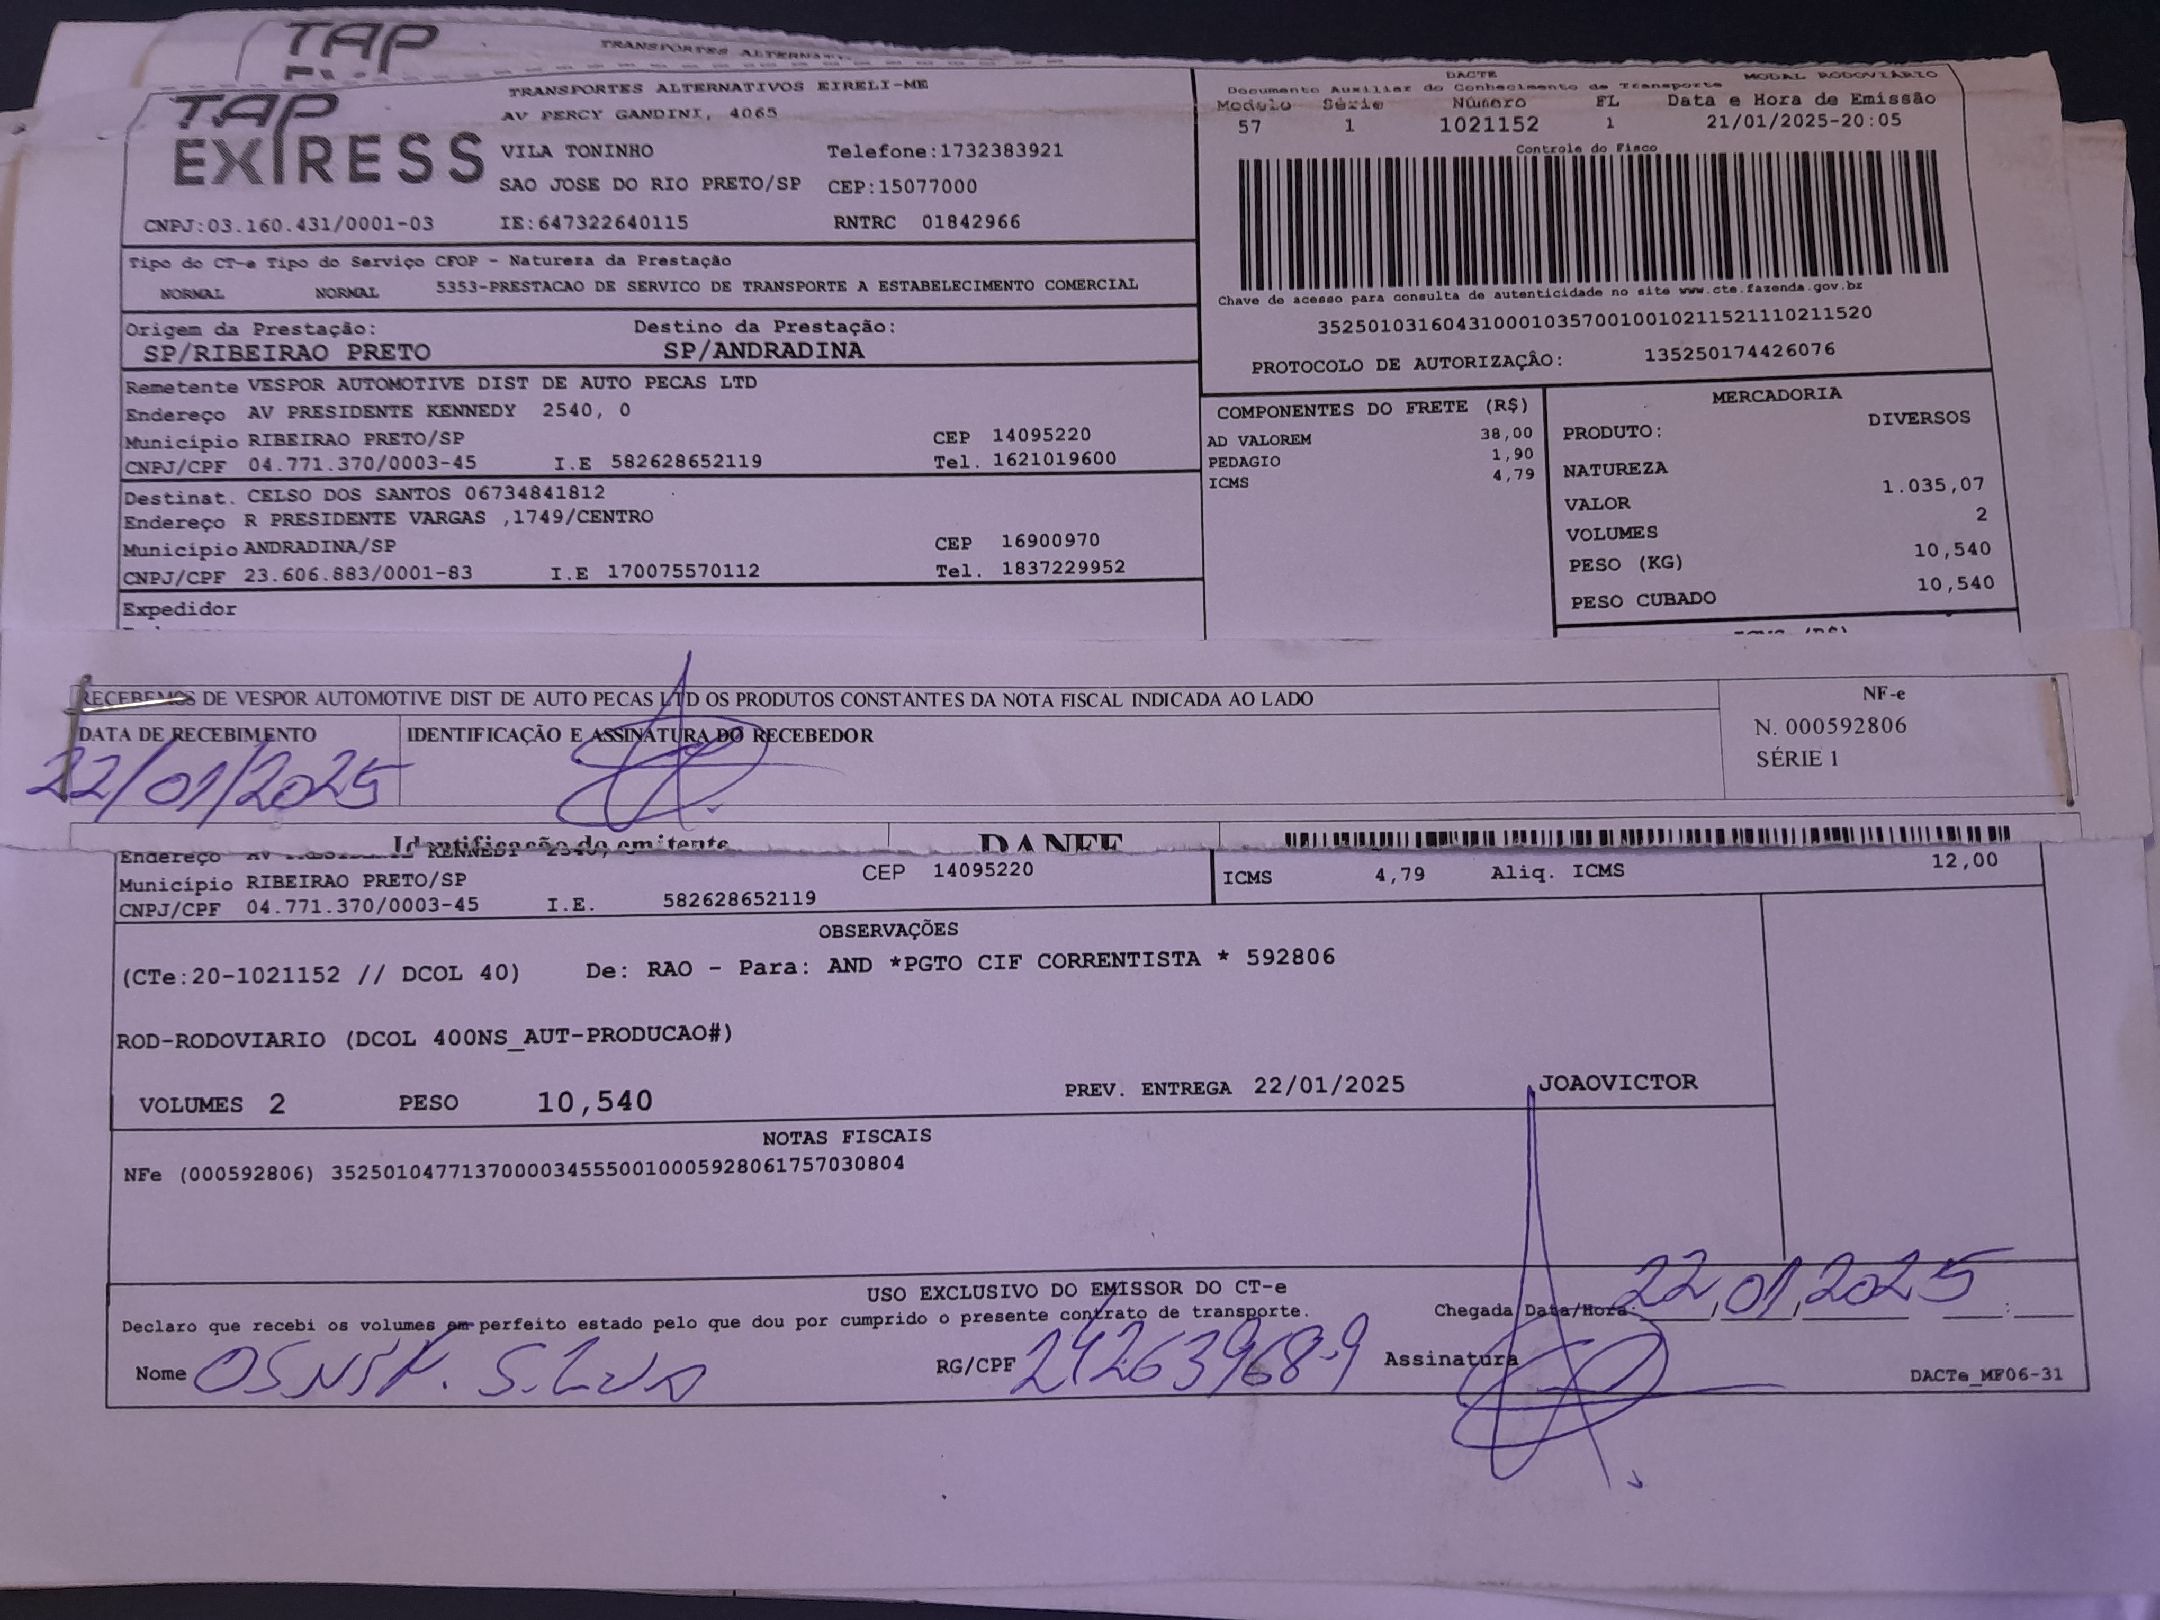 TAP
TRANSPORTES ALTERNA
TAP EXPRESS
TRANSPORTES ALTERNATIVOS EIRELI-ME
AV PERCY GANDINI, 4065
VILA TONINHO Telefone:1732383921
SAO JOSE DO RIO PRETO/SP CEP:15077000
CNPJ:03.160.431/0001-03 IE:647322640115 RNTRC 01842966
DACTE MODAL RODOVIÁRIO
Documento Auxiliar do Conhecimento de Transporte
Modelo Série Número FL Data e Hora de Emissão
57 1 1021152 1 21/01/2025-20:05
Controle do Fisco
Chave de acesso para consulta de autenticidade no site www.cte.fazenda.gov.br
35250103160431000103570010010211521110211520
PROTOCOLO DE AUTORIZAÇÃO: 135250174426076
Tipo do CT-e Tipo do Serviço CFOP - Natureza da Prestação
NORMAL NORMAL 5353-PRESTACAO DE SERVICO DE TRANSPORTE A ESTABELECIMENTO COMERCIAL
Origem da Prestação: Destino da Prestação:
SP/RIBEIRAO PRETO SP/ANDRADINA
Remetente VESPOR AUTOMOTIVE DIST DE AUTO PECAS LTD
Endereço AV PRESIDENTE KENNEDY 2540, 0
Município RIBEIRAO PRETO/SP CEP 14095220
CNPJ/CPF 04.771.370/0003-45 I.E 582628652119 Tel. 1621019600
Destinat. CELSO DOS SANTOS 06734841812
Endereço R PRESIDENTE VARGAS ,1749/CENTRO
Município ANDRADINA/SP CEP 16900970
CNPJ/CPF 23.606.883/0001-83 I.E 170075570112 Tel. 1837229952
Expedidor
COMPONENTES DO FRETE (R$)
AD VALOREM 38,00
PEDAGIO 1,90
ICMS 4,79
MERCADORIA
PRODUTO: DIVERSOS
NATUREZA
VALOR 1.035,07
VOLUMES 2
PESO (KG) 10,540
PESO CUBADO 10,540
RECEBEMOS DE VESPOR AUTOMOTIVE DIST DE AUTO PECAS LTD OS PRODUTOS CONSTANTES DA NOTA FISCAL INDICADA AO LADO
DATA DE RECEBIMENTO IDENTIFICAÇÃO E ASSINATURA DO RECEBEDOR
22/01/2025
NF-e
N. 000592806
SÉRIE 1
Identificação do emitente DANFE
Endereço AV KENNEDY 2540,
Município RIBEIRAO PRETO/SP CEP 14095220
CNPJ/CPF 04.771.370/0003-45 I.E. 582628652119
ICMS 4,79 Aliq. ICMS 12,00
OBSERVAÇÕES
(CTe:20-1021152 // DCOL 40) De: RAO - Para: AND *PGTO CIF CORRENTISTA * 592806
ROD-RODOVIARIO (DCOL 400NS_AUT-PRODUCAO#)
VOLUMES 2 PESO 10,540 PREV. ENTREGA 22/01/2025 JOAOVICTOR
NOTAS FISCAIS
NFe (000592806) 35250104771370000345550010005928061757030804
USO EXCLUSIVO DO EMISSOR DO CT-e
Declaro que recebi os volumes em perfeito estado pelo que dou por cumprido o presente contrato de transporte. Chegada Data/Hora: 22/01/2025 :
Nome S.Lva RG/CPF 24263968-9 Assinatura
DACTe_MF06-31